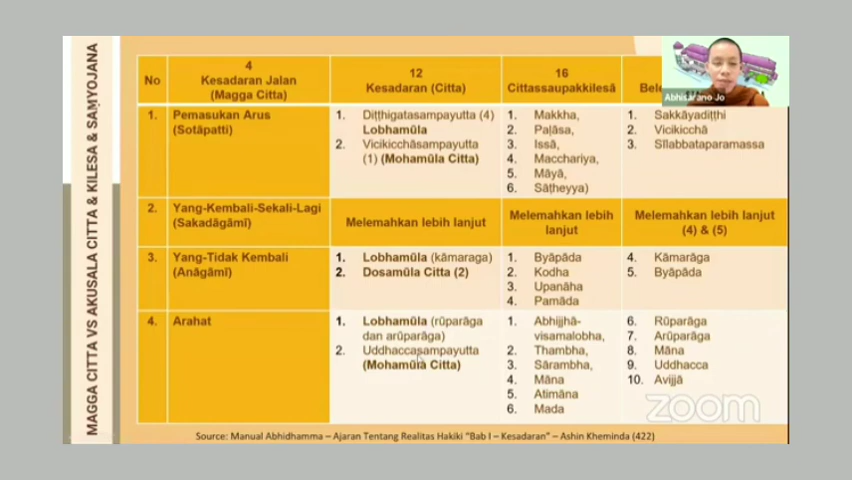 MAGGA CITTA VS AKUSALA CITTA & KILESA & SAṂYOJANA
No
4
Kesadaran Jalan
(Magga Citta)
12
Kesadaran (Citta)
16
Cittassaupakkilesā
Abhisarano Jo
1.
Pemasukan Arus
(Sotāpatti)
1. Diṭṭhigatasampayutta (4)
Lobhamūla
2. Vicikicchāsampayutta
(1) (Mohamūla Citta)
1. Makkha,
2. Paḷāsa,
3. Issā,
4. Macchariya,
5. Māyā,
6. Sāṭheyya)
1. Sakkāyadiṭṭhi
2. Vicikicchā
3. Sīlabbataparamassa
2.
Yang-Kembali-Sekali-Lagi
(Sakadāgāmī)
Melemahkan lebih lanjut
Melemahkan lebih
lanjut
Melemahkan lebih lanjut
(4) & (5)
3.
Yang-Tidak Kembali
(Anāgāmī)
1. Lobhamūla (kāmaraga)
2. Dosamūla Citta (2)
1. Byāpāda
2. Kodha
3. Upanāha
4. Pamāda
4. Kāmarāga
5. Byāpāda
4.
Arahat
1. Lobhamūla (rūparāga
dan arūparāga)
2. Uddhaccasampayutta
(Mohamūla Citta)
1. Abhijjhā-
visamalobha,
2. Thambha,
3. Sārambha,
4. Māna
5. Atimāna
6. Mada
6. Rūparāga
7. Arūparāga
8. Māna
9. Uddhacca
10. Avijjā
zoom
Source: Manual Abhidhamma – Ajaran Tentang Realitas Hakiki "Bab I – Kesadaran" – Ashin Kheminda (422)